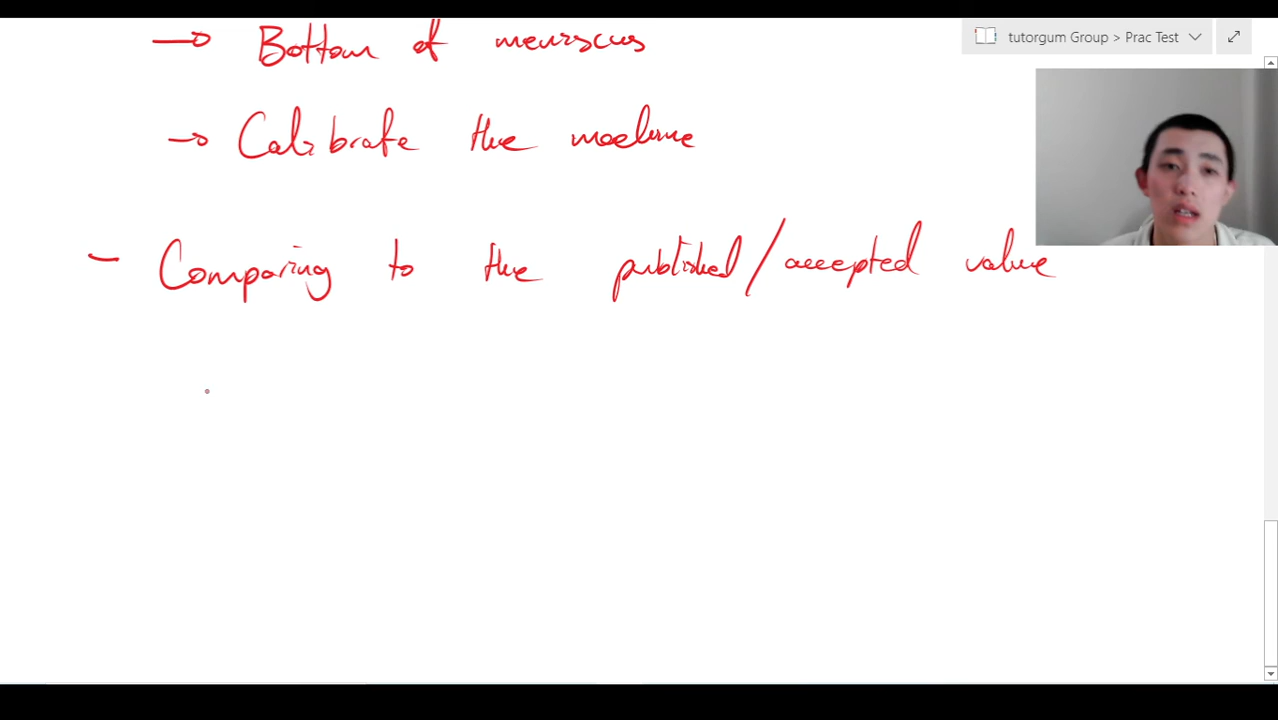 → Bottom of meniscus
tutorgum Group > Prac Test
→ Calibrate the machine
- Comparing to the published/accepted value